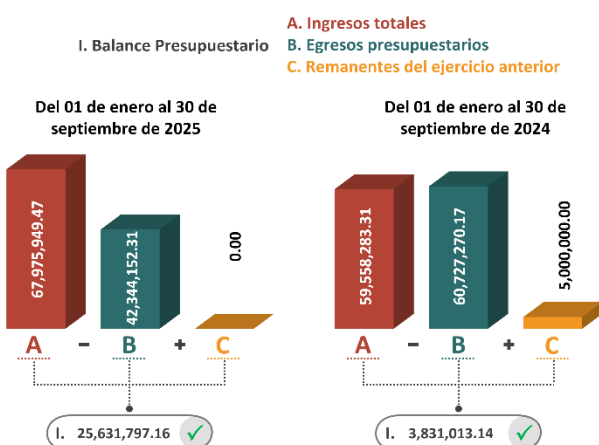 A. Ingresos totales
I. Balance Presupuestario B. Egresos presupuestarios
C. Remanentes del ejercicio anterior
Del 01 de enero al 30 de
septiembre de 2025
67,975,949.47
42,344,152.31
0.00
A - B + C
I. 25,631,797.16
Del 01 de enero al 30 de
septiembre de 2024
59,558,283.31
60,727,270.17
5,000,000.00
A - B + C
I. 3,831,013.14